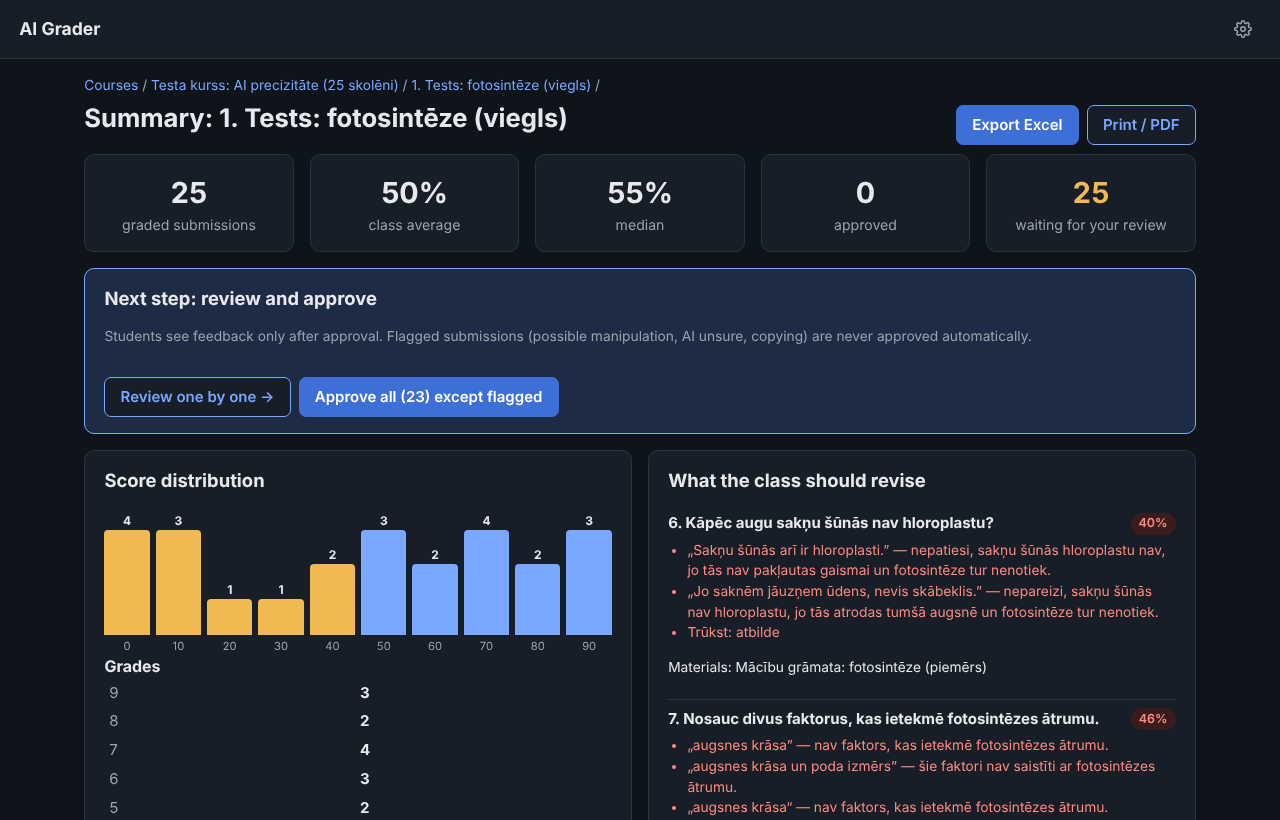 AI Grader
Courses / Testa kurss: AI precizitāte (25 skolēni) / 1. Tests: fotosintēze (viegls) /
Summary: 1. Tests: fotosintēze (viegls)
Export Excel
Print / PDF
25
graded submissions
50%
class average
55%
median
0
approved
25
waiting for your review
Next step: review and approve
Students see feedback only after approval. Flagged submissions (possible manipulation, AI unsure, copying) are never approved automatically.
Review one by one →
Approve all (23) except flagged
Score distribution
4 3 1 1 2 3 2 4 2 3
0 10 20 30 40 50 60 70 80 90
Grades
9 3
8 2
7 4
6 3
5 2
What the class should revise
6. Kāpēc augu sakņu šūnās nav hloroplastu? 40%
• „Sakņu šūnās arī ir hloroplasti.” — nepatiesi, sakņu šūnās hloroplastu nav,
jo tās nav pakļautas gaismai un fotosintēze tur nenotiek.
• „Jo saknēm jāuzņem ūdens, nevis skābeklis.” — nepareizi, sakņu šūnās
nav hloroplastu, jo tās atrodas tumšā augsnē un fotosintēze tur nenotiek.
• Trūkst: atbilde
Materials: Mācību grāmata: fotosintēze (piemērs)
7. Nosauc divus faktorus, kas ietekmē fotosintēzes ātrumu. 46%
• „augsnes krāsa” — nav faktors, kas ietekmē fotosintēzes ātrumu.
• „augsnes krāsa un poda izmērs” — šie faktori nav saistīti ar fotosintēzes
ātrumu.
• „augsnes krāsa“ — nav faktors, kas ietekmē fotosintēzes ātrumu.